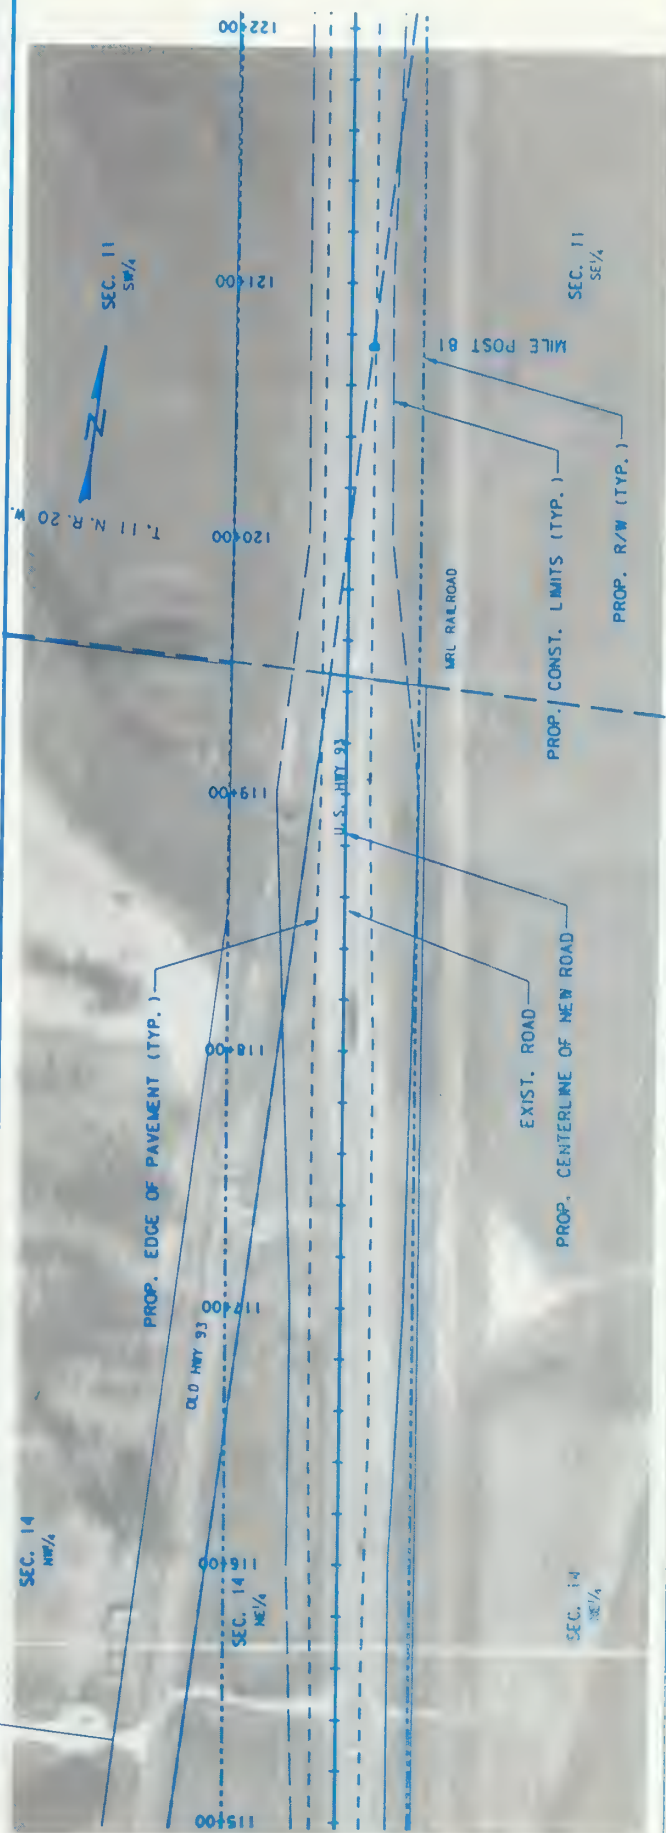 122+00
SEC. 11
SW1/4
121+00
SEC. 11
SE1/4
MILE POST 81
T. 11 N. R. 20 W.
120+00
MRL RAILROAD
PROP. CONST. LIMITS (TYP.)
PROP. R/W (TYP.)
119+00
U.S. HWY 93
PROP. EDGE OF PAVEMENT (TYP.)
118+00
EXIST. ROAD
PROP. CENTERLINE OF NEW ROAD
117+00
OLD HWY 93
SEC. 14
NW1/4
116+00
SEC. 14
NE1/4
SEC. 14
NE1/4
115+00